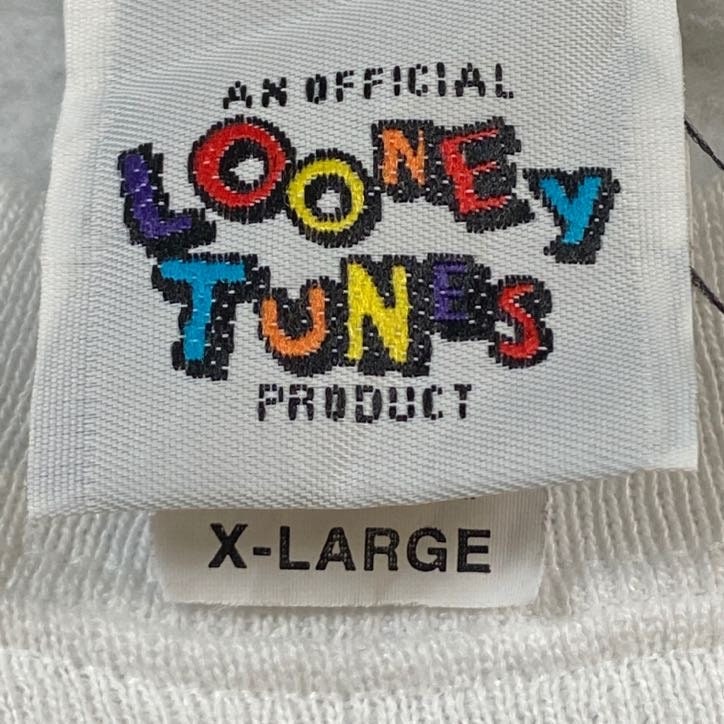 AN OFFICIAL
LOONEY
TUNES
PRODUCT
X-LARGE